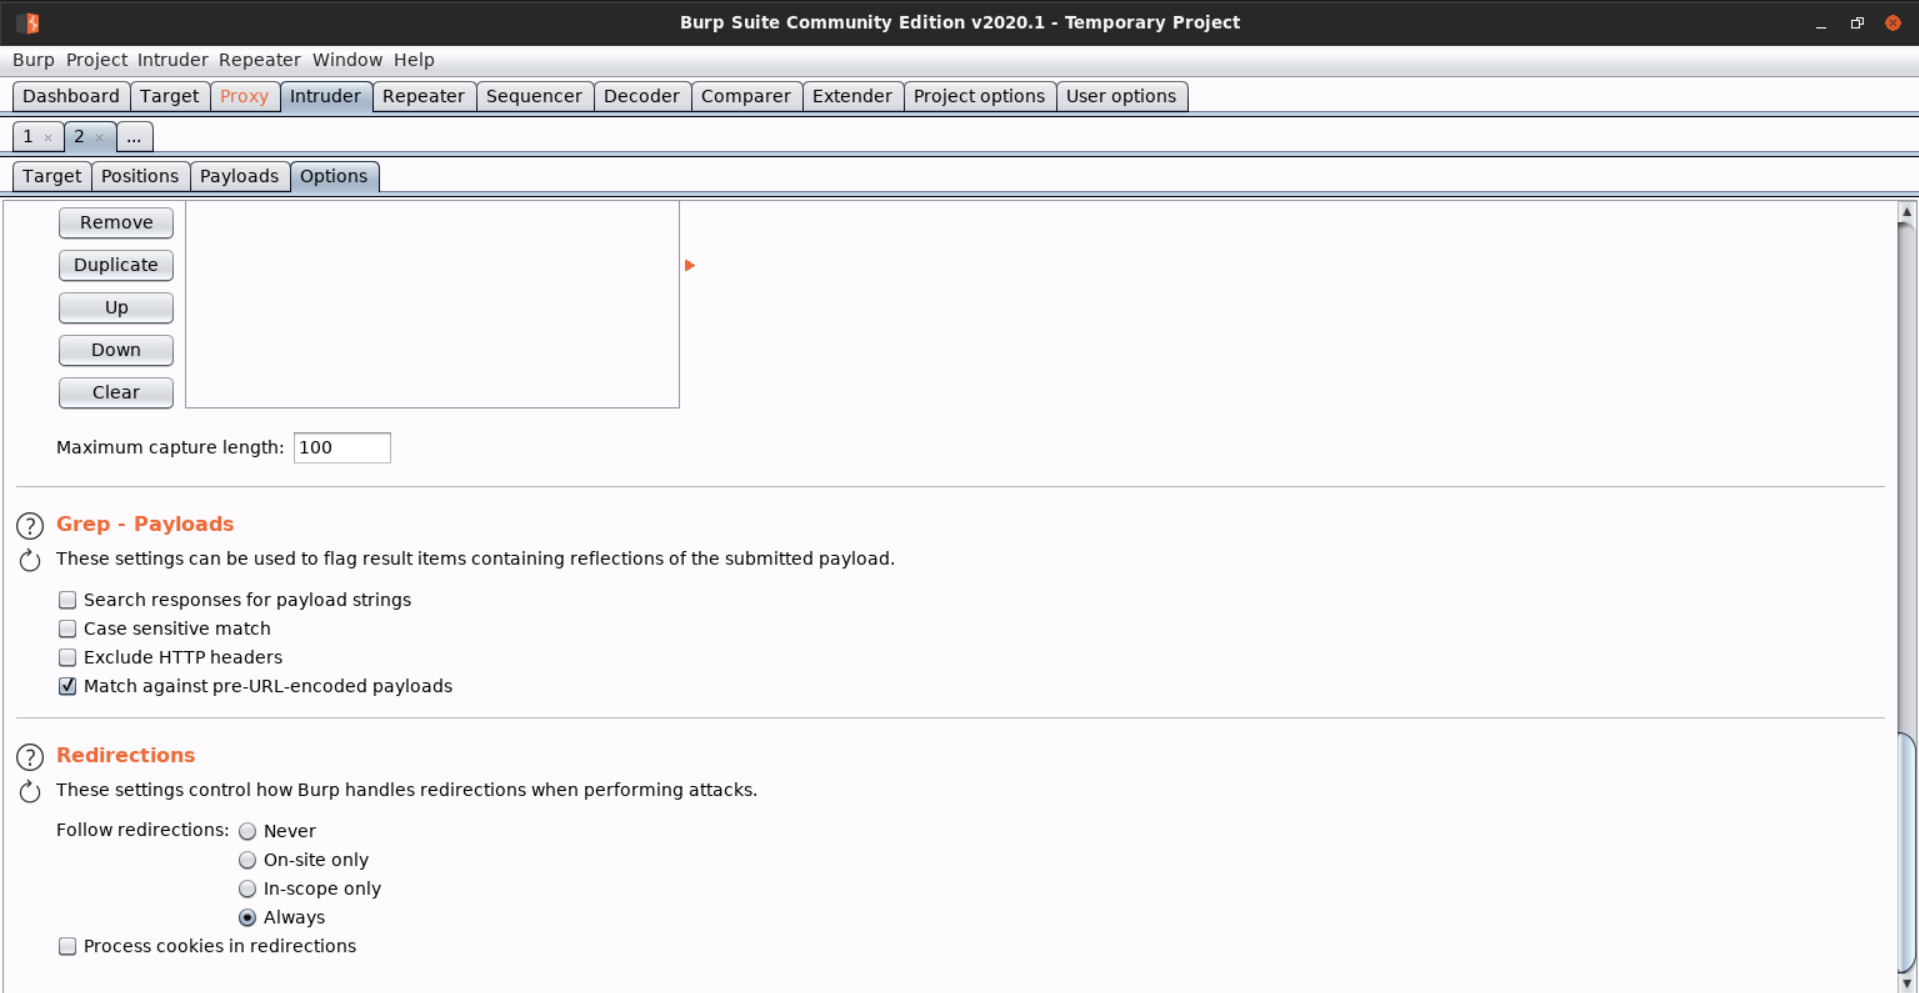 Burp Suite Community Edition v2020.1 - Temporary Project
Burp Project Intruder Repeater Window Help
Dashboard Target Proxy Intruder Repeater Sequencer Decoder Comparer Extender Project options User options
1 × 2 × ...
Target Positions Payloads Options
Remove
Duplicate
Up
Down
Clear
Maximum capture length: 100
? Grep - Payloads
These settings can be used to flag result items containing reflections of the submitted payload.
Search responses for payload strings
Case sensitive match
Exclude HTTP headers
Match against pre-URL-encoded payloads
? Redirections
These settings control how Burp handles redirections when performing attacks.
Follow redirections: Never
On-site only
In-scope only
Always
Process cookies in redirections